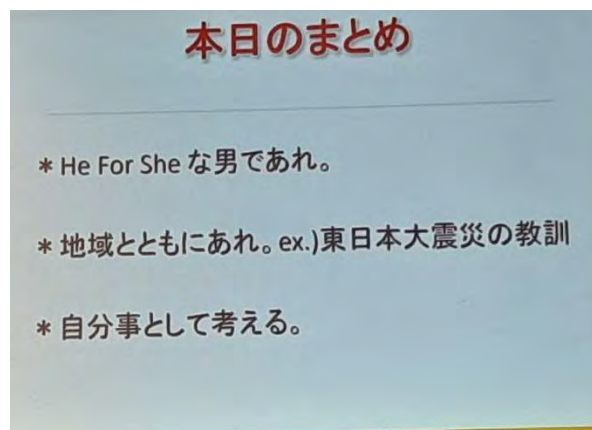 本日のまとめ
* He For She な男であれ。
* 地域とともにあれ。ex.)東日本大震災の教訓
* 自分事として考える。